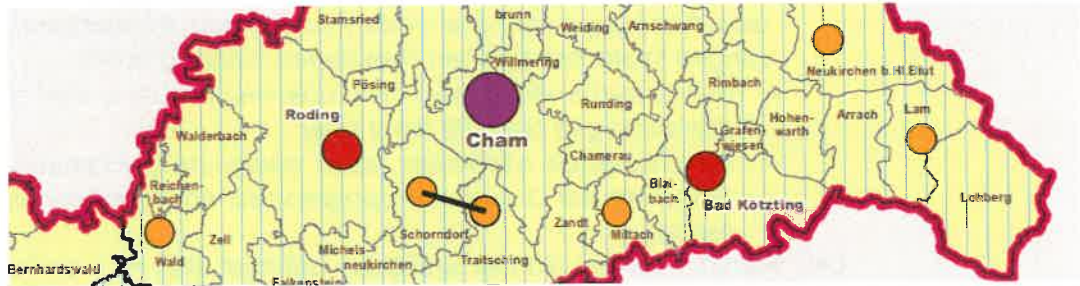 Stamsried
brunn
Weiding
Arnschwang
Willmering
Neukirchen b.Hl.Blut
Pösing
Rimbach
Roding
Runding
Lam
Arrach
Hohen-
warth
Walderbach
Cham
Grafen-
wiesen
Chamerau
Reichen-
bach
Blai-
bach
Lohberg
Bad Kötzting
Zandt
Miltach
Schorndorf
Zell
Michels
neukirchen
Traitsching
Wald
Bernhardswald
Falkenstein